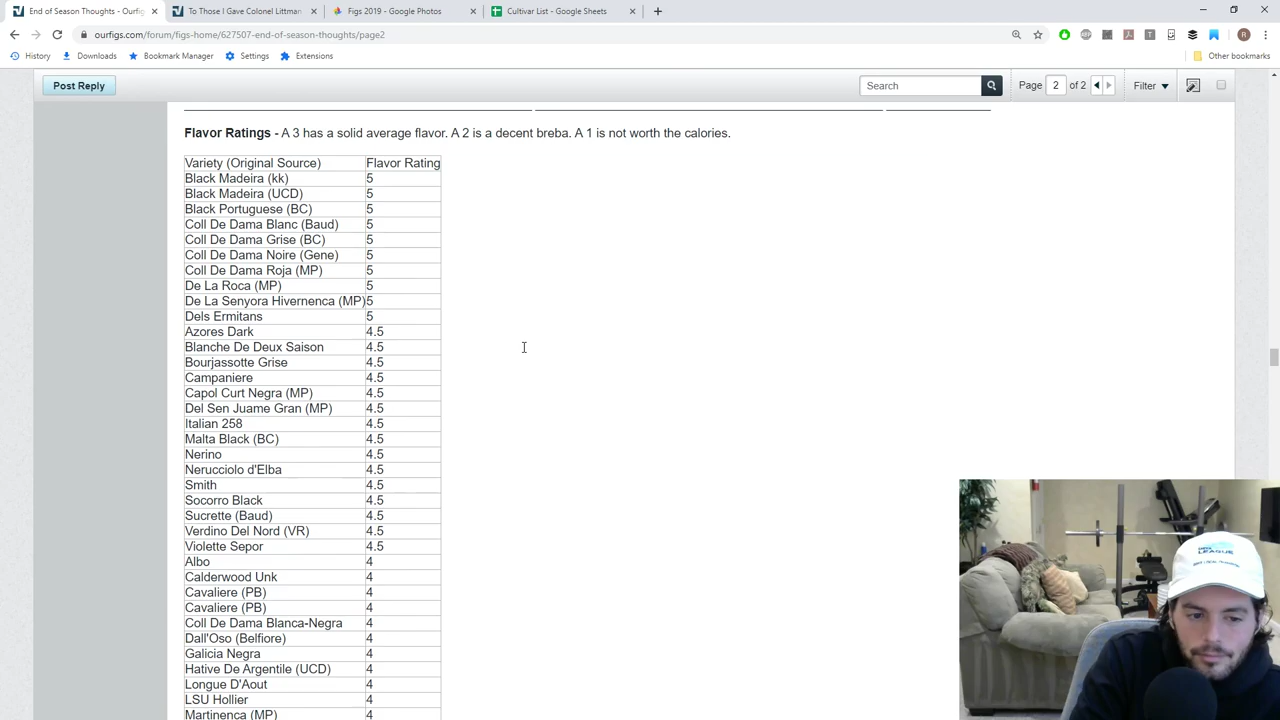 End of Season Thoughts - Ourfig
To Those I Gave Colonel Littman
Figs 2019 - Google Photos
Cultivar List - Google Sheets
ourfigs.com/forum/figs-home/627507-end-of-season-thoughts/page2
History
Downloads
Bookmark Manager
Settings
Extensions
Other bookmarks
Post Reply
Search
Page 2 of 2
Filter
Flavor Ratings - A 3 has a solid average flavor. A 2 is a decent breba. A 1 is not worth the calories.
Variety (Original Source) Flavor Rating
Black Madeira (kk) 5
Black Madeira (UCD) 5
Black Portuguese (BC) 5
Coll De Dama Blanc (Baud) 5
Coll De Dama Grise (BC) 5
Coll De Dama Noire (Gene) 5
Coll De Dama Roja (MP) 5
De La Roca (MP) 5
De La Senyora Hivernenca (MP) 5
Dels Ermitans 5
Azores Dark 4.5
Blanche De Deux Saison 4.5
Bourjassotte Grise 4.5
Campaniere 4.5
Capol Curt Negra (MP) 4.5
Del Sen Juame Gran (MP) 4.5
Italian 258 4.5
Malta Black (BC) 4.5
Nerino 4.5
Nerucciolo d'Elba 4.5
Smith 4.5
Socorro Black 4.5
Sucrette (Baud) 4.5
Verdino Del Nord (VR) 4.5
Violette Sepor 4.5
Albo 4
Calderwood Unk 4
Cavaliere (PB) 4
Cavaliere (PB) 4
Coll De Dama Blanca-Negra 4
Dall'Oso (Belfiore) 4
Galicia Negra 4
Hative De Argentile (UCD) 4
Longue D'Aout 4
LSU Hollier 4
Martinenca (MP) 4